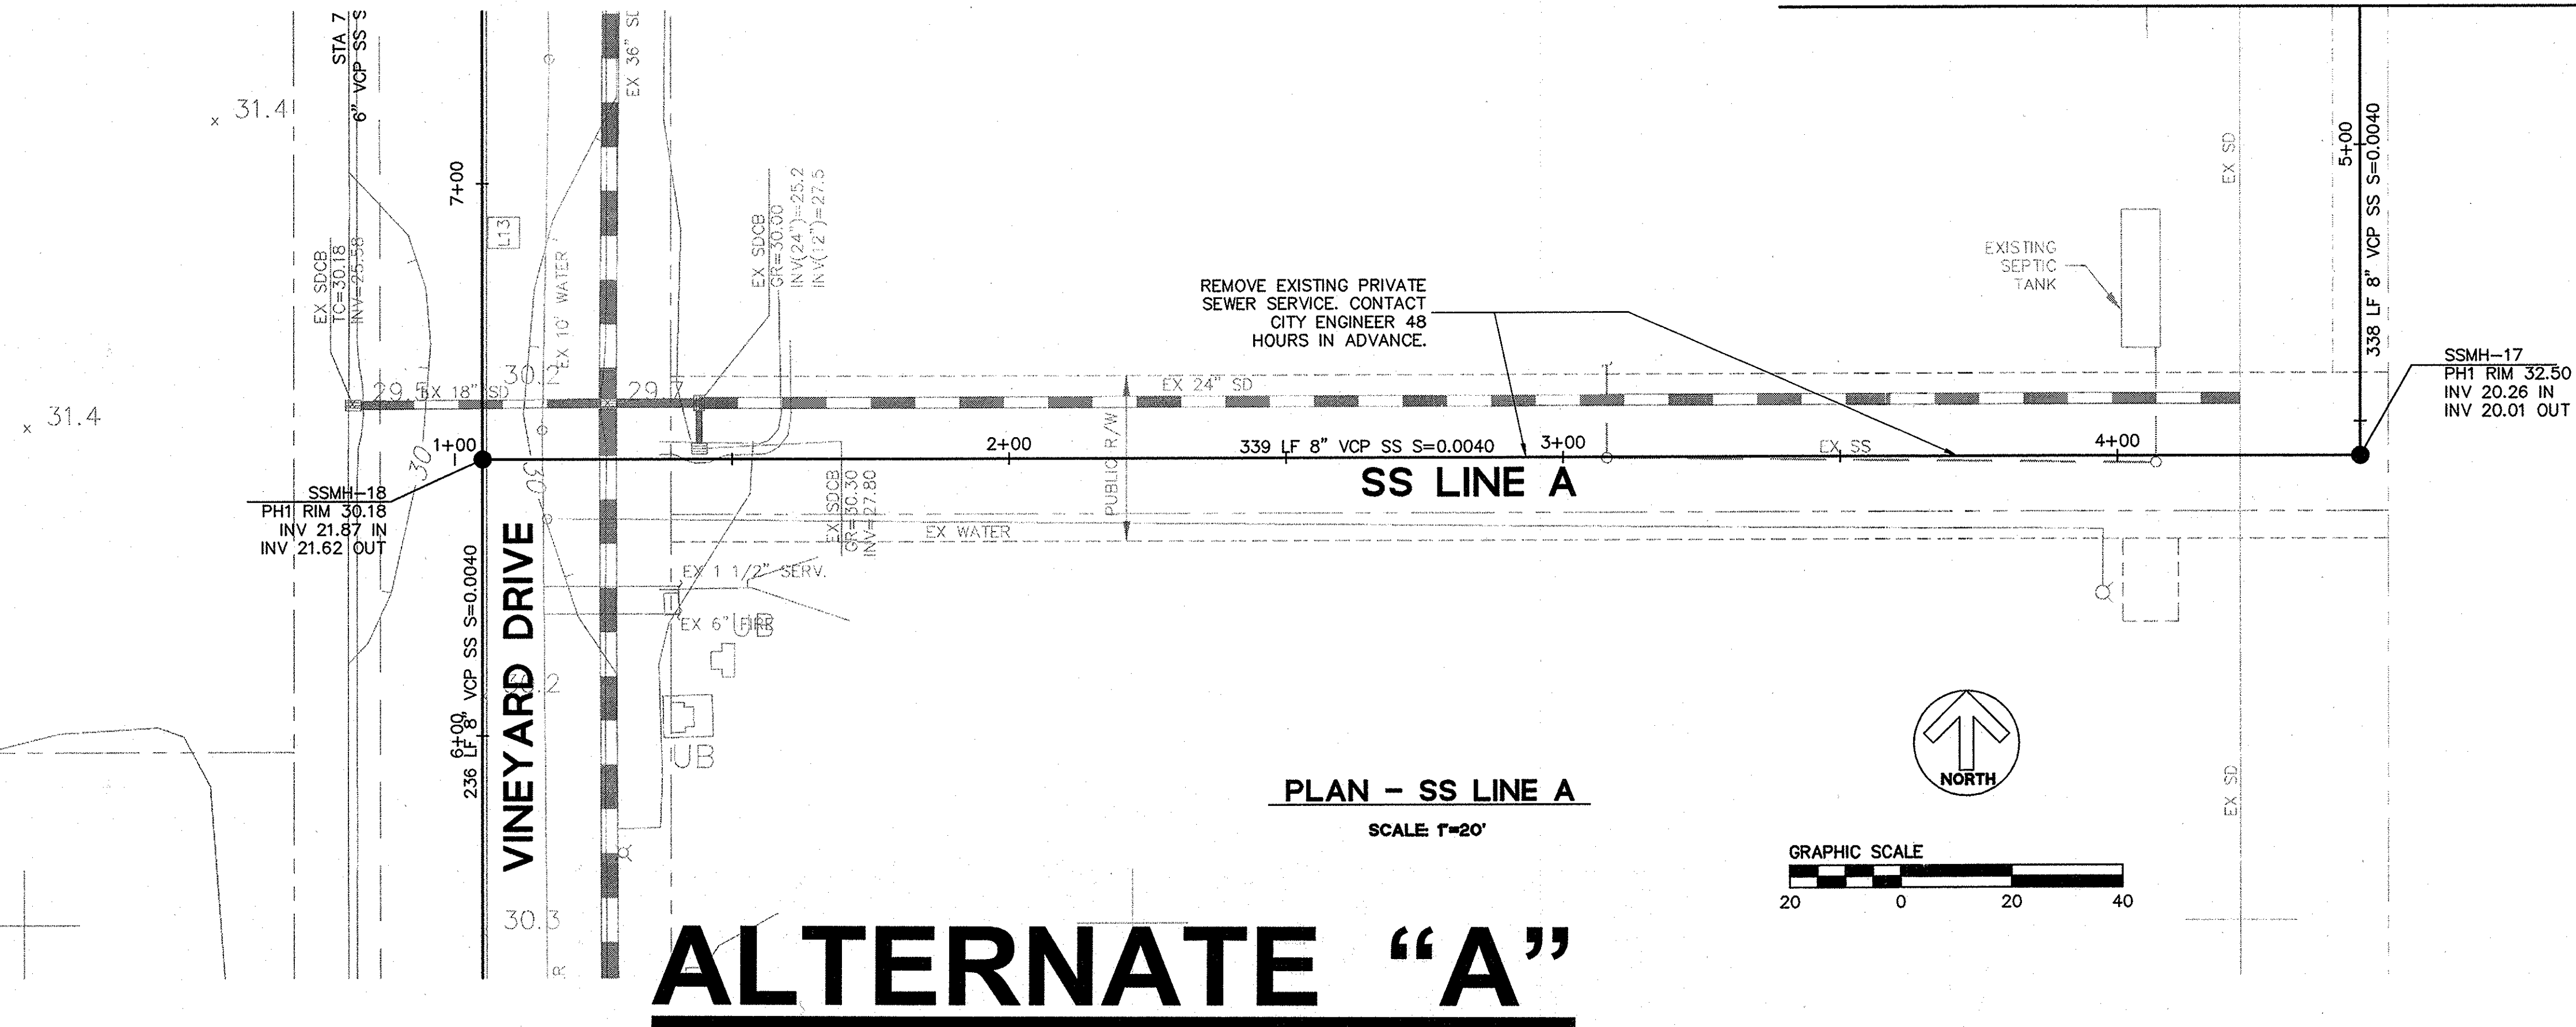 STA 7
6" VCP SS S
EX 36" SD
31.4
7+00
L13
EX SDCB
TC=30.18
INV=25.58
EX 10" WATER
EX SDCB
GR=30.00
INV(24")=25.2
INV(12")=27.5
REMOVE EXISTING PRIVATE
SEWER SERVICE. CONTACT
CITY ENGINEER 48
HOURS IN ADVANCE.
EXISTING
SEPTIC
TANK
EX SD
5+00
338 LF 8" VCP SS S=0.0040
SSMH-17
PH1 RIM 32.50
INV 20.26 IN
INV 20.01 OUT
31.4
EX 18" SD
30.2
EX 24" SD
1+00
2+00
339 LF 8" VCP SS S=0.0040
3+00
EX SS
4+00
SS LINE A
30
30
PUBLIC R/W
SSMH-18
PH1 RIM 30.18
INV 21.87 IN
INV 21.62 OUT
EX SDCB
GR=30.30
INV=27.80
EX WATER
EX 1 1/2" SERV.
EX 6" FIRE
UB
UB
236 LF 8" VCP SS S=0.0040
6+00
VINEYARD DRIVE
30.2
30.3
PLAN - SS LINE A
SCALE: 1"=20'
NORTH
GRAPHIC SCALE
20 0 20 40
EX SD
ALTERNATE “A”